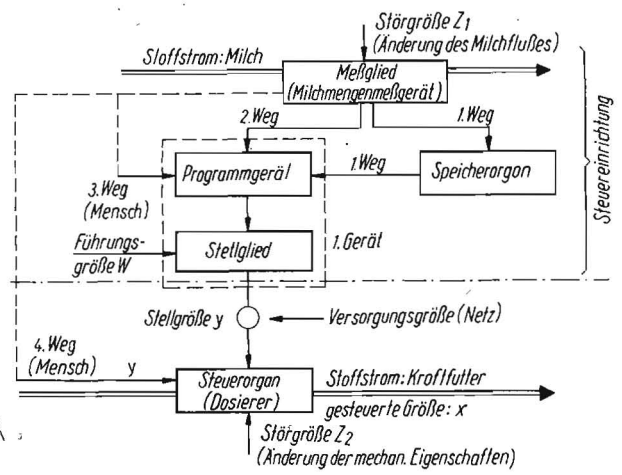 Störgröße Z1
(Änderung des Milchflußes)
Stoffstrom: Milch
Meßglied
(Milchmengenmeßgerät)
2. Weg
1. Weg
Programmgerät
1. Weg
Speicherorgan
Steuereinrichtung
3. Weg
(Mensch)
Führungs-
größe W
Stellglied
1. Gerät
Stellgröße y
Versorgungsgröße (Netz)
4. Weg
(Mensch)
y
Steuerorgan
(Dosierer)
Stoffstrom: Kraftfutter
gesteuerte Größe: x
Störgröße Z2
(Änderung der mechan. Eigenschaften)